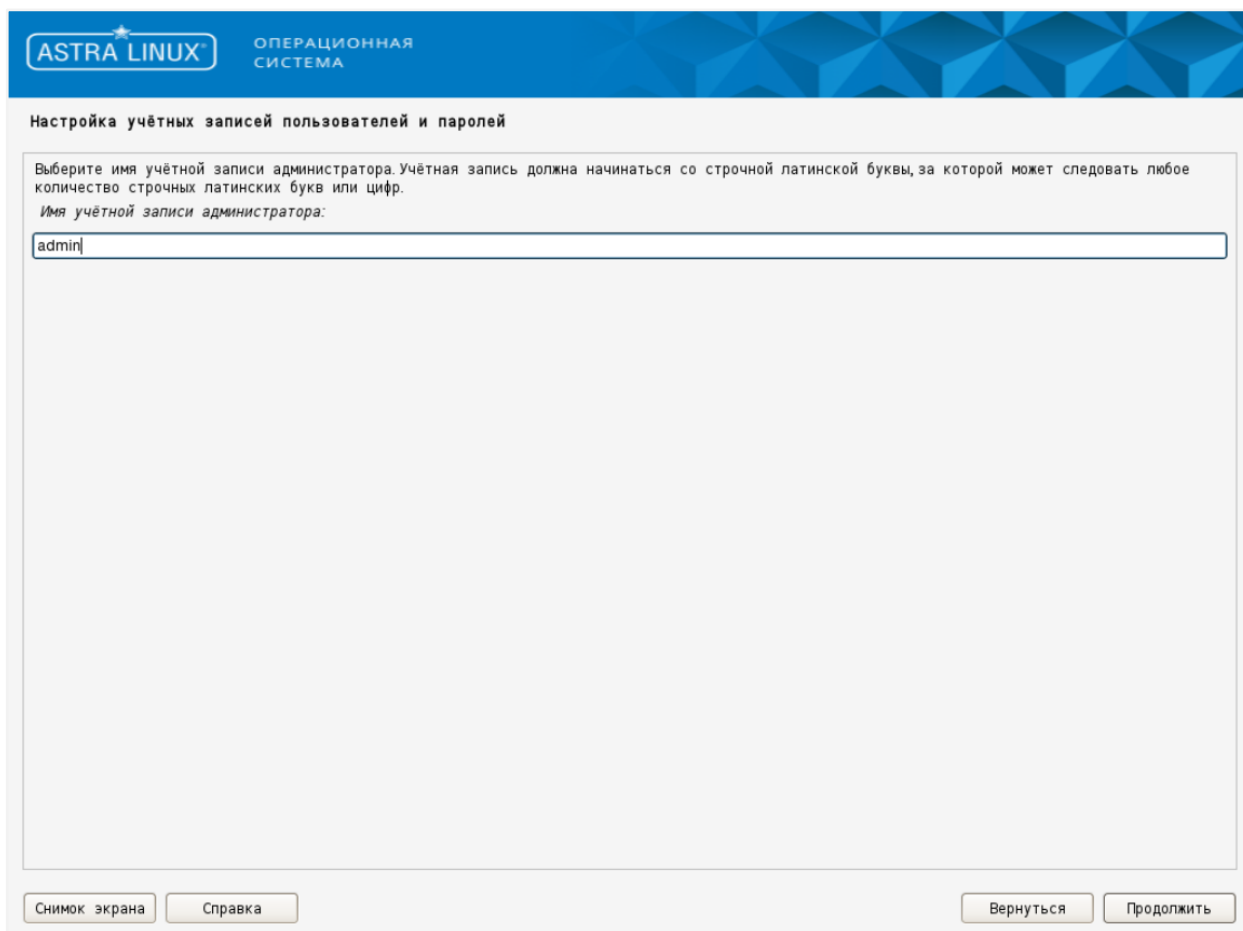 ASTRA LINUX®
ОПЕРАЦИОННАЯ
СИСТЕМА
Настройка учётных записей пользователей и паролей
Выберите имя учётной записи администратора. Учётная запись должна начинаться со строчной латинской буквы, за которой может следовать любое
количество строчных латинских букв или цифр.
Имя учётной записи администратора:
admin
Снимок экрана
Справка
Вернуться
Продолжить